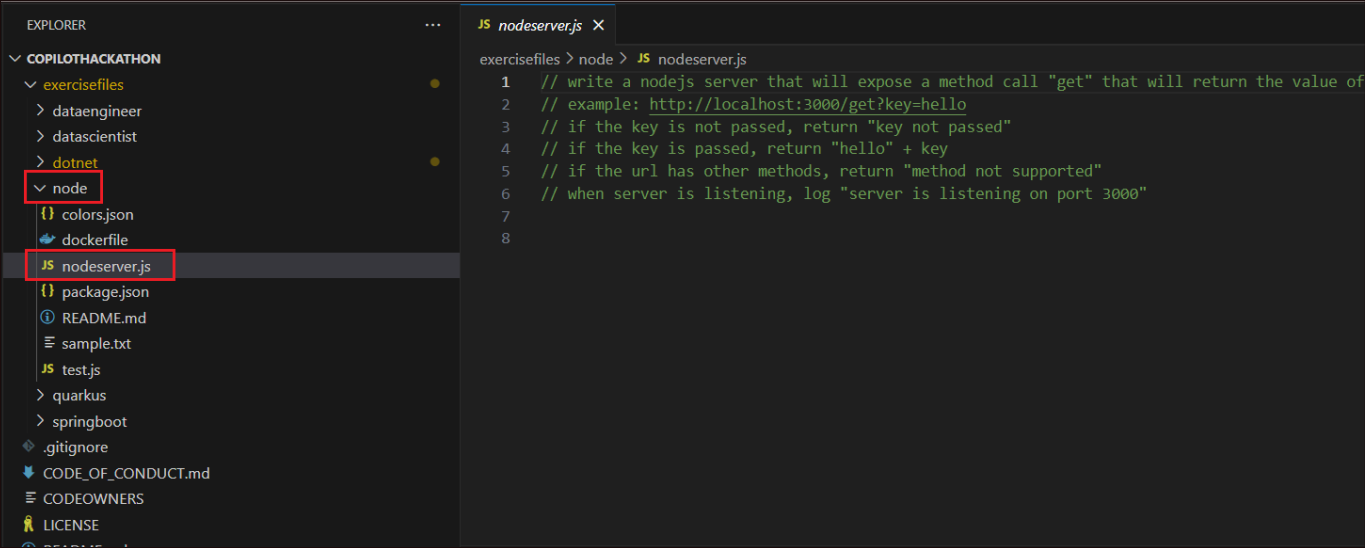 EXPLORER
···
COPILOTHACKATHON
exercisefiles
dataengineer
datascientist
dotnet
node
{} colors.json
dockerfile
JS nodeserver.js
{} package.json
README.md
sample.txt
JS test.js
quarkus
springboot
.gitignore
CODE_OF_CONDUCT.md
CODEOWNERS
LICENSE
JS nodeserver.js
exercisefiles > node > JS nodeserver.js
1 // write a nodejs server that will expose a method call "get" that will return the value of
2 // example: http://localhost:3000/get?key=hello
3 // if the key is not passed, return "key not passed"
4 // if the key is passed, return "hello" + key
5 // if the url has other methods, return "method not supported"
6 // when server is listening, log "server is listening on port 3000"
7
8